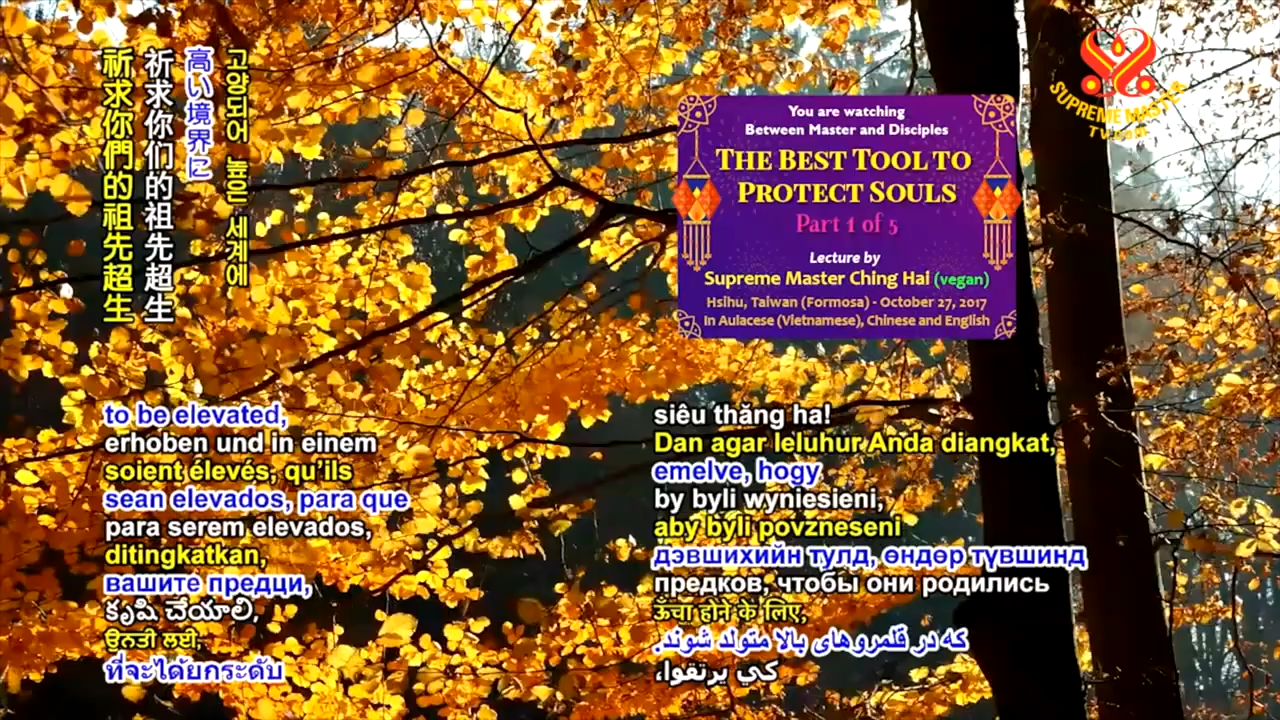 고양되어 높은 세계에
高い境界に
祈求你们的祖先超生
祈求你們的祖先超生
SUPREME MASTER
TV.com
You are watching
Between Master and Disciples
THE BEST TOOL TO
PROTECT SOULS
Part 1 of 5
Lecture by
Supreme Master Ching Hai (vegan)
Hsihu, Taiwan (Formosa) - October 27, 2017
In Aulacese (Vietnamese), Chinese and English
to be elevated,
erhoben und in einem
soient élevés, qu’ils
sean elevados, para que
para serem elevados,
ditingkatkan,
вашите предци,
కృషి చేయాలి,
ਉਨਤੀ ਲਈ,
ที่จะได้ยกระดับ
siêu thăng ha!
Dan agar leluhur Anda diangkat,
emelve, hogy
by byli wyniesieni,
aby byli povzneseni
дэвшихийн тулд, өндөр түвшинд
предков, чтобы они родились
ऊँचा होने के लिए,
که در قلمروهای بالا متولد شوند.
كي يرتقوا،